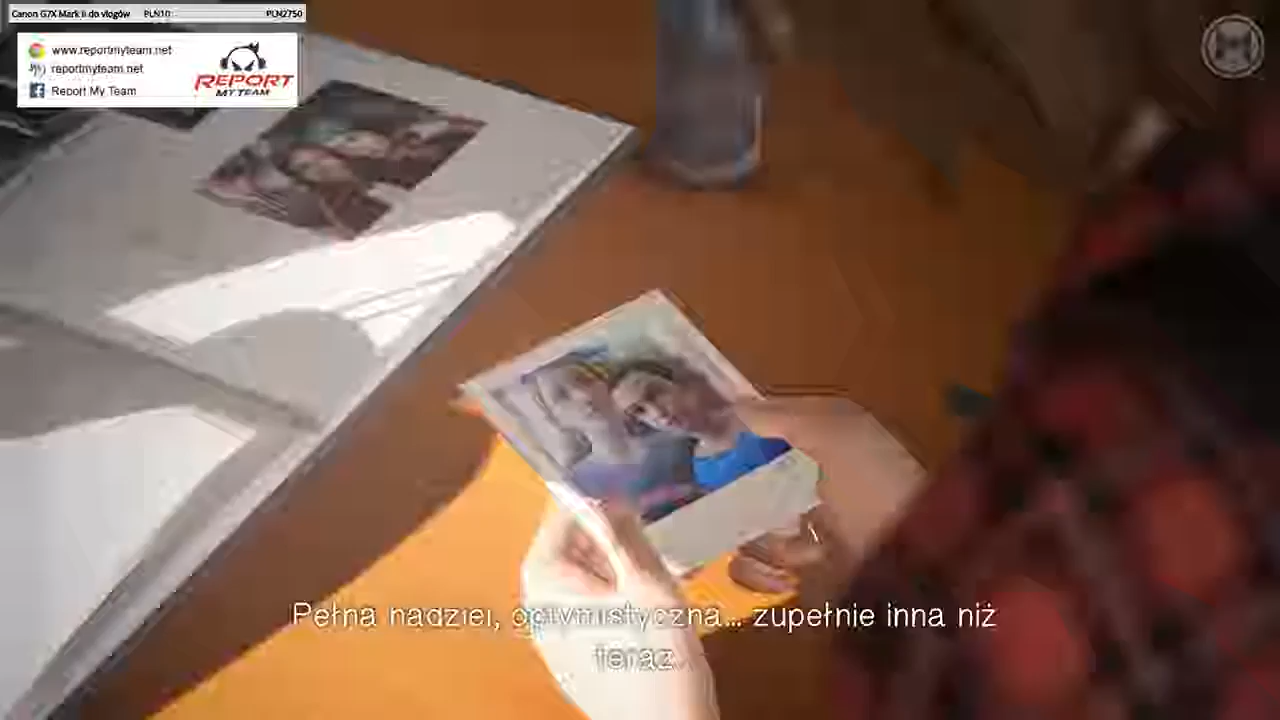 Canon G7X Mark II do vlogów PLN10 PLN2750
www.reportmyteam.net
reportmyteam.net
Report My Team
REPORT
MY TEAM
Pełna nadziei, optymistyczna... zupełnie inna niż
teraz.